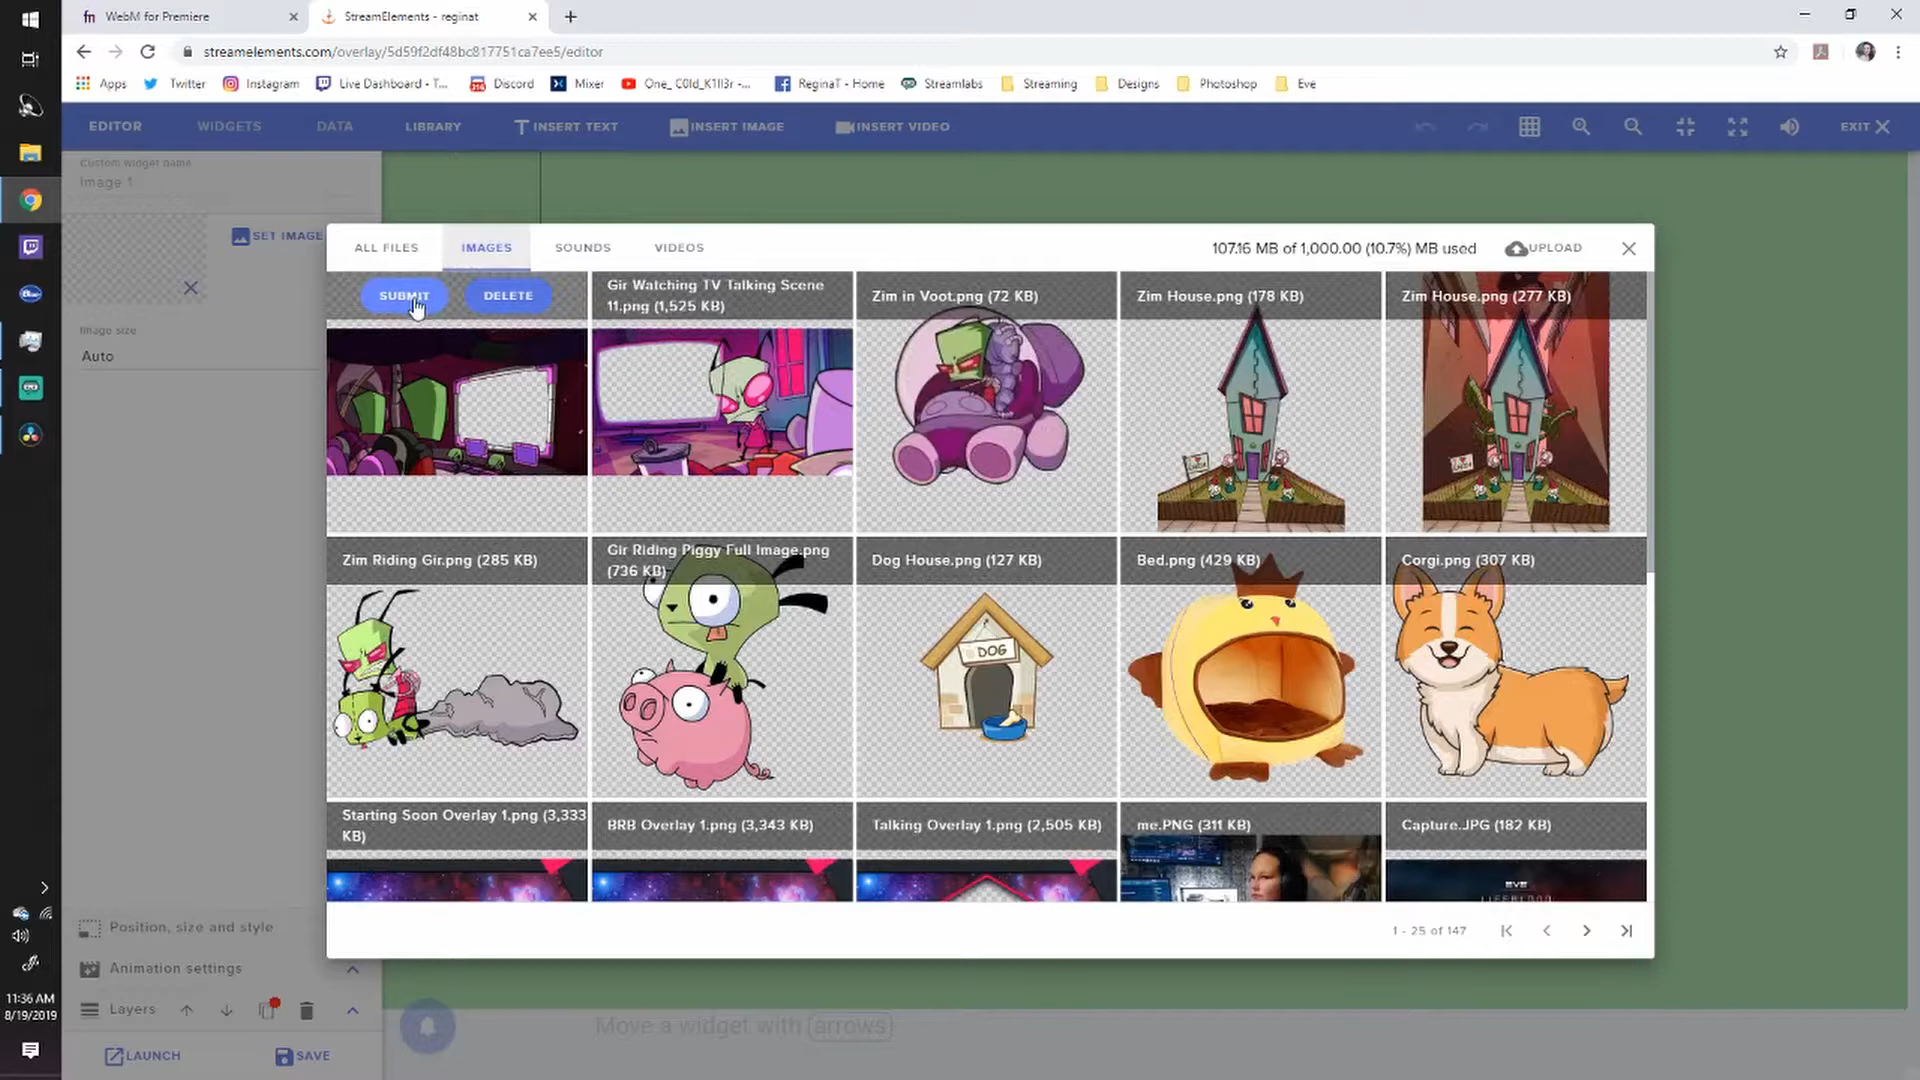 WebM for Premiere
StreamElements - reginat
streamelements.com/overlay/5d59f2df48bc817751ca7ee5/editor
Apps
Twitter
Instagram
Live Dashboard - T...
Discord
Mixer
One_ C0ld_K1ll3r -...
ReginaT - Home
Streamlabs
Streaming
Designs
Photoshop
Eve
EDITOR
WIDGETS
DATA
LIBRARY
INSERT TEXT
INSERT IMAGE
INSERT VIDEO
EXIT
Custom widget name
Image 1
SET IMAGE
Image size
Auto
ALL FILES
IMAGES
SOUNDS
VIDEOS
107.16 MB of 1,000.00 (10.7%) MB used
UPLOAD
SUBMIT
DELETE
Gir Watching TV Talking Scene
11.png (1,525 KB)
Zim in Voot.png (72 KB)
Zim House.png (178 KB)
Zim House.png (277 KB)
Zim Riding Gir.png (285 KB)
Gir Riding Piggy Full Image.png
(736 KB)
Dog House.png (127 KB)
Bed.png (429 KB)
Corgi.png (307 KB)
DOG
Starting Soon Overlay 1.png (3,333
KB)
BRB Overlay 1.png (3,343 KB)
Talking Overlay 1.png (2,505 KB)
me.PNG (311 KB)
Capture.JPG (182 KB)
EVE
1 - 25 of 147
Position, size and style
Animation settings
Layers
LAUNCH
SAVE
Move a widget with (arrows)
11:36 AM
8/19/2019